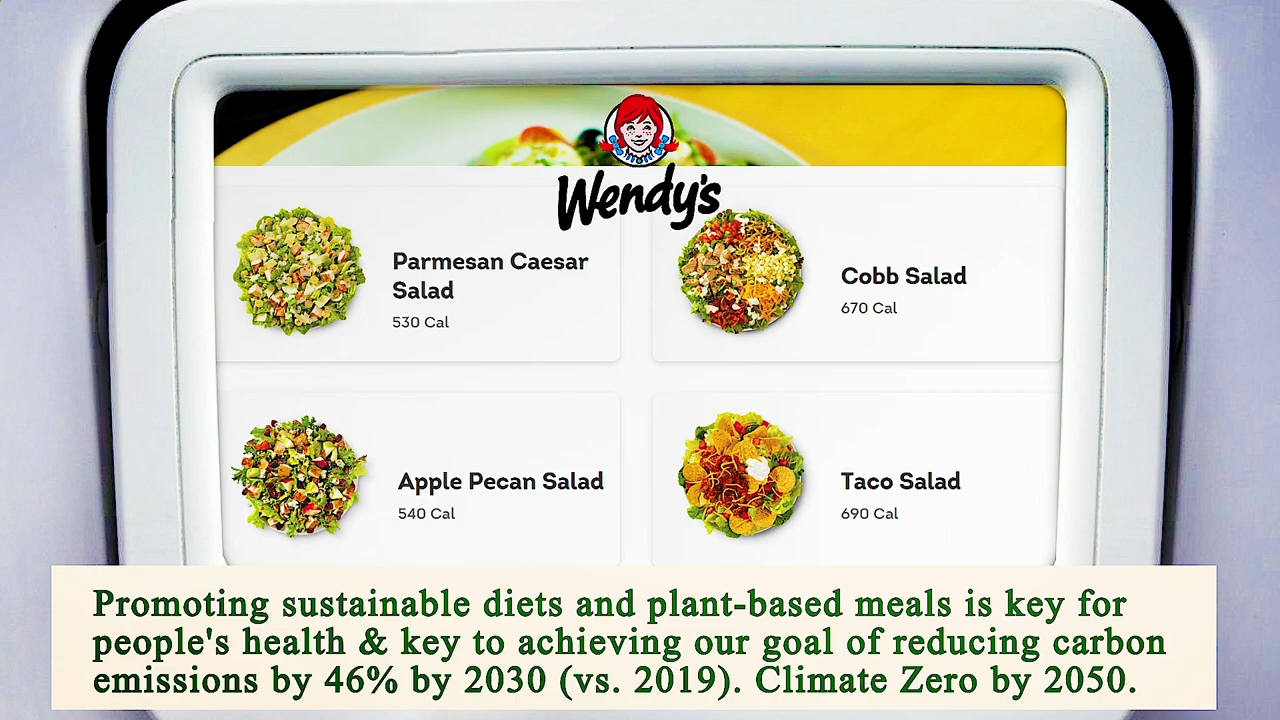 Wendy's
Parmesan Caesar
Salad
530 Cal
Cobb Salad
670 Cal
Apple Pecan Salad
540 Cal
Taco Salad
690 Cal
Promoting sustainable diets and plant-based meals is key for
people's health & key to achieving our goal of reducing carbon
emissions by 46% by 2030 (vs. 2019). Climate Zero by 2050.